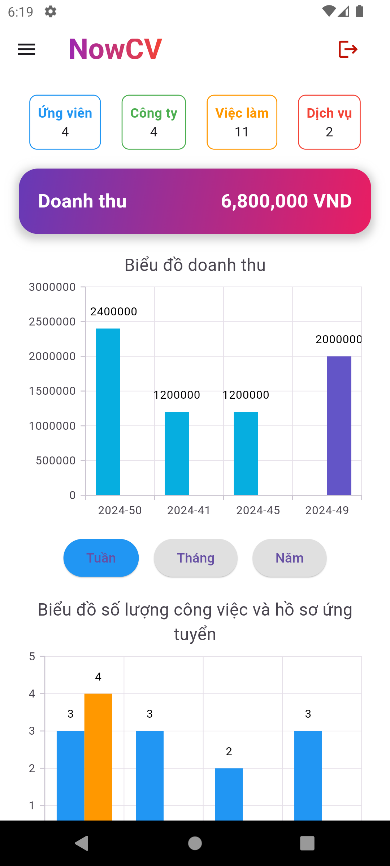 6:19
NowCV
Ứng viên Công ty Việc làm Dịch vụ
4 4 11 2
Doanh thu 6,800,000 VND
Biểu đồ doanh thu
3000000
2400000
2500000
2000000
2000000
1500000
1200000 1200000
1000000
500000
0
2024-50 2024-41 2024-45 2024-49
Tuần Tháng Năm
Biểu đồ số lượng công việc và hồ sơ ứng
tuyển
5
4
4
3 3 3
3
2
2
1